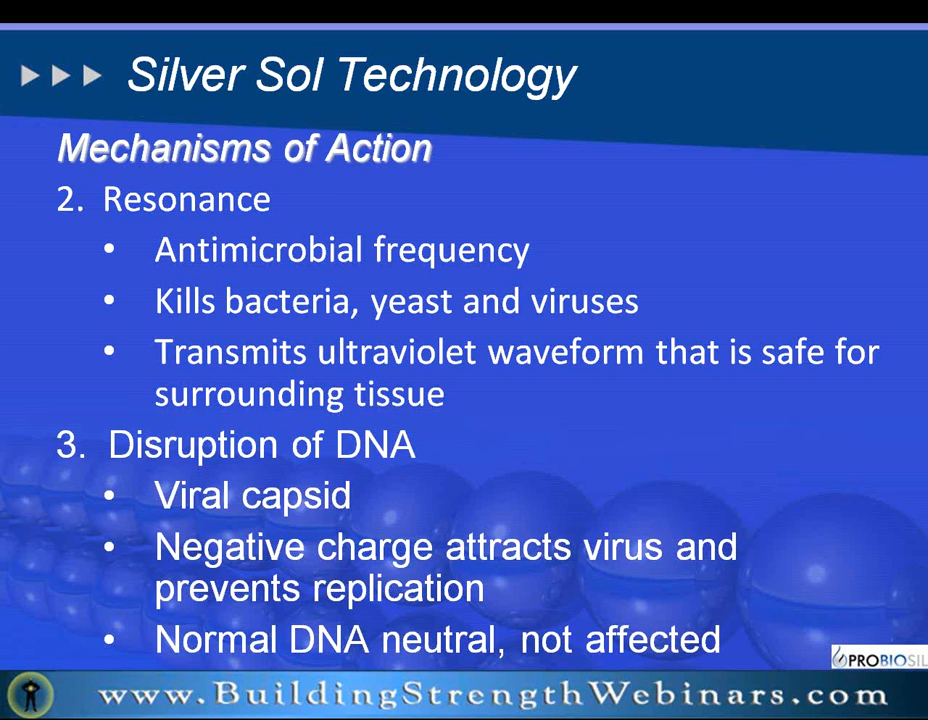 Silver Sol Technology
Mechanisms of Action
2. Resonance
• Antimicrobial frequency
• Kills bacteria, yeast and viruses
• Transmits ultraviolet waveform that is safe for
surrounding tissue
3. Disruption of DNA
• Viral capsid
• Negative charge attracts virus and
prevents replication
• Normal DNA neutral, not affected
PROBIOSIL
www.BuildingStrengthWebinars.com